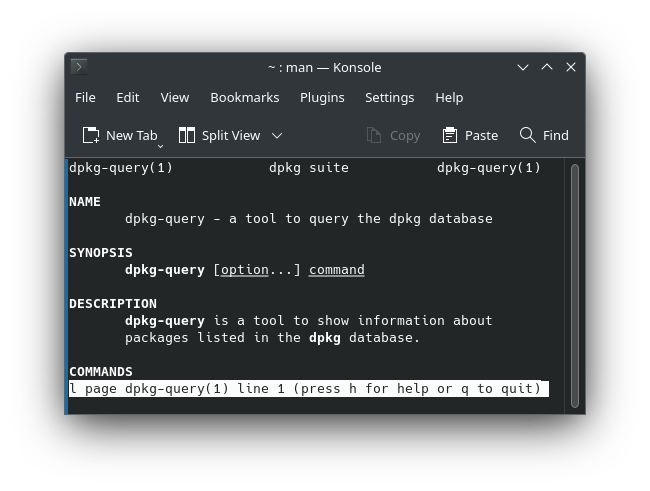 ~ : man — Konsole
File Edit View Bookmarks Plugins Settings Help
New Tab Split View Copy Paste Find
dpkg-query(1) dpkg suite dpkg-query(1)
NAME
dpkg-query - a tool to query the dpkg database
SYNOPSIS
dpkg-query [option...] command
DESCRIPTION
dpkg-query is a tool to show information about
packages listed in the dpkg database.
COMMANDS
l page dpkg-query(1) line 1 (press h for help or q to quit)